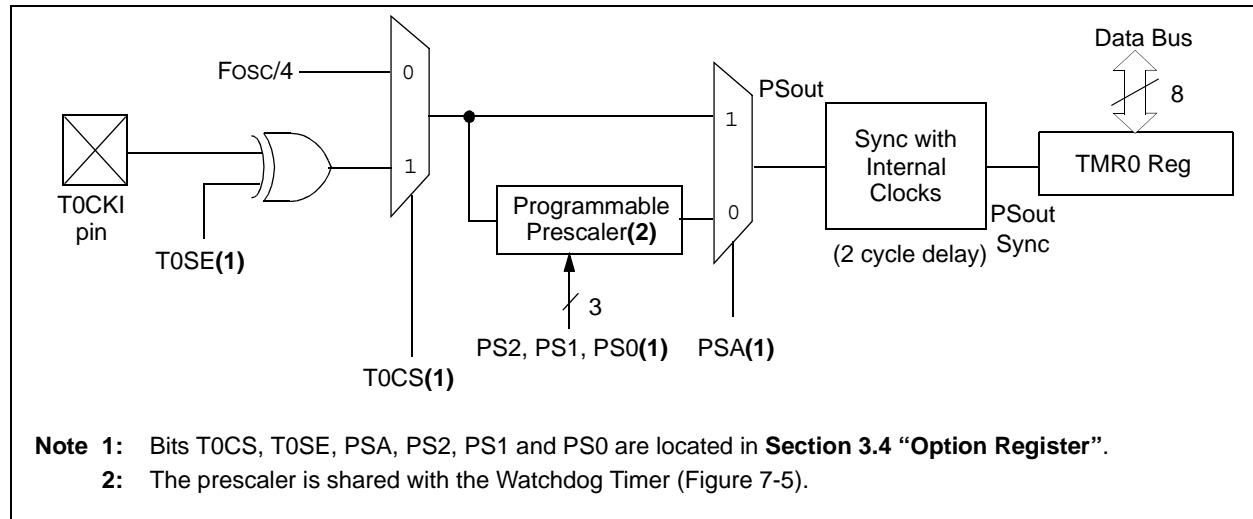 Data Bus
FOSC/4
0
PSout
8
1
Sync with
Internal
Clocks
TMR0 Reg
1
T0CKI
pin
Programmable
Prescaler(2)
0
PSout
Sync
(2 cycle delay)
T0SE(1)
3
PS2, PS1, PS0(1)
PSA(1)
T0CS(1)
Note 1: Bits T0CS, T0SE, PSA, PS2, PS1 and PS0 are located in Section 3.4 “Option Register”.
2: The prescaler is shared with the Watchdog Timer (Figure 7-5).